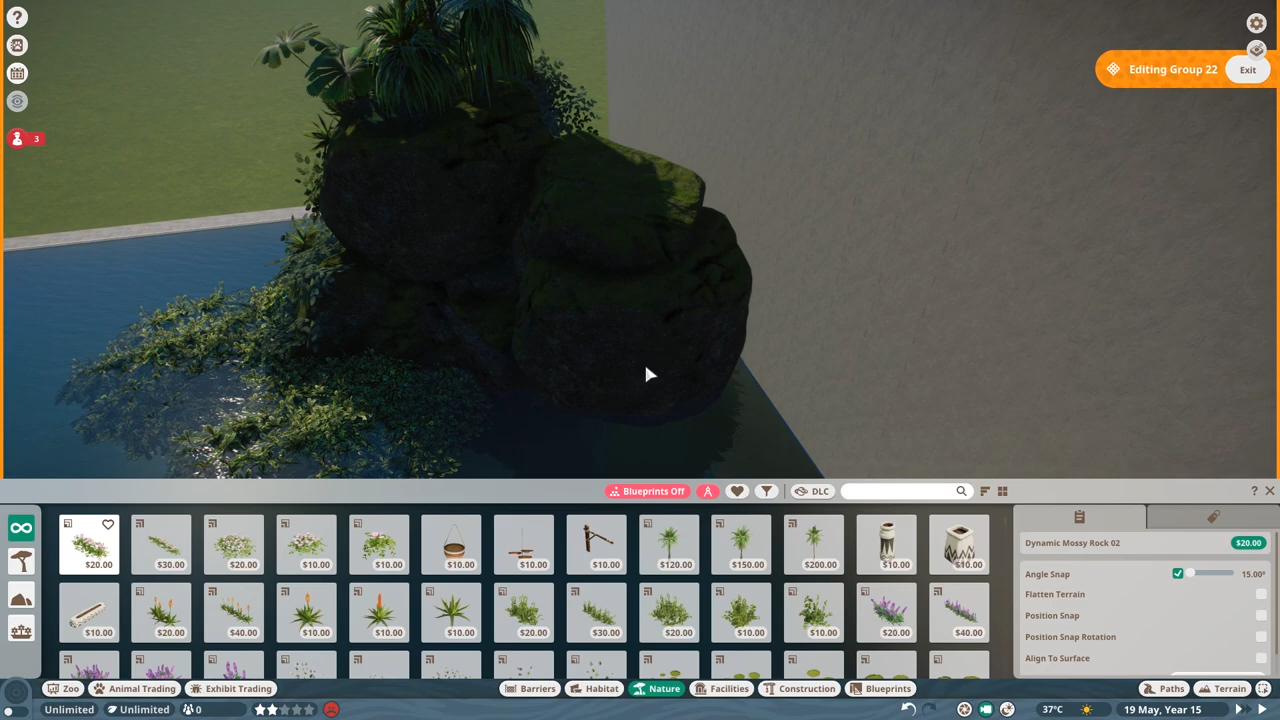 ?
Editing Group 22
Exit
3
Blueprints Off
DLC
?
$20.00
$30.00
$20.00
$10.00
$10.00
$10.00
$10.00
$10.00
$120.00
$150.00
$200.00
$10.00
$10.00
Dynamic Mossy Rock 02
$20.00
Angle Snap
15.00°
Flatten Terrain
Position Snap
Position Snap Rotation
Align To Surface
$10.00
$20.00
$40.00
$10.00
$10.00
$10.00
$20.00
$30.00
$20.00
$10.00
$10.00
$20.00
$40.00
Zoo
Animal Trading
Exhibit Trading
Barriers
Habitat
Nature
Facilities
Construction
Blueprints
Paths
Terrain
Unlimited
Unlimited
0
37°C
19 May, Year 15